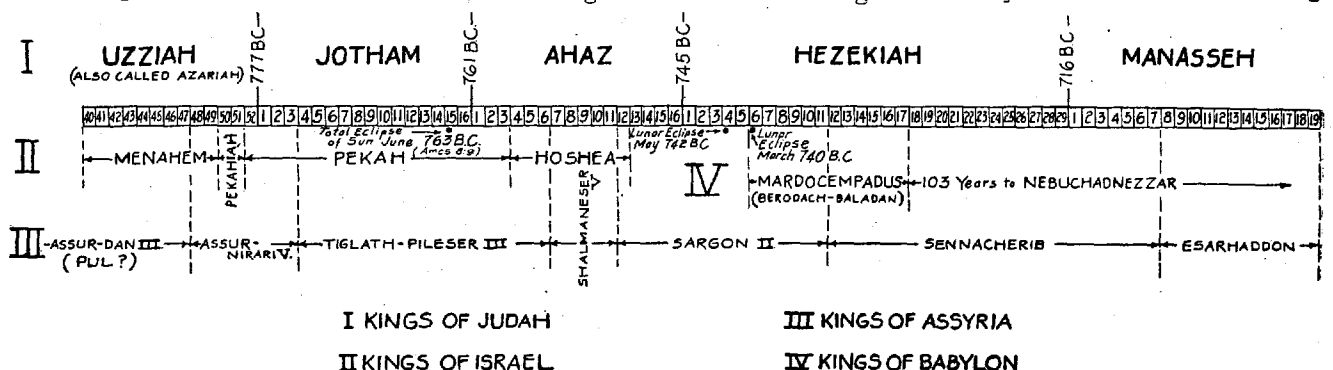 I UZZIAH 777 BC JOTHAM 761 BC. AHAZ 745 BC HEZEKIAH 716 BC MANASSEH
(ALSO CALLED AZARIAH)
40 41 42 43 44 45 46 47 48 49 50 51 52 1 2 3 4 5 6 7 8 9 10 11 12 13 14 15 16 1 2 3 4 5 6 7 8 9 10 11 12 13 14 15 16 1 2 3 4 5 6 7 8 9 10 11 12 13 14 15 16 17 18 19 20 21 22 23 24 25 26 27 28 29 1 2 3 4 5 6 7 8 9 10 11 12 13 14 15 16 17 18 19
Total Eclipse of Sun June, 763 B.C.
(Amos 8:9)
Lunar Eclipse May 742 BC
Lunar Eclipse March 740 B.C
II MENAHEM PEKAHIAH PEKAH HOSHEA
IV MARDOCEMPADUS 103 Years to NEBUCHADNEZZAR
(BERODACH-BALADAN)
III ASSUR-DAN III ASSUR-NIRARI V. TIGLATH-PILESER III SHALMANESER V SARGON II SENNACHERIB ESARHADDON
(PUL?)
I KINGS OF JUDAH III KINGS OF ASSYRIA
II KINGS OF ISRAEL IV KINGS OF BABYLON